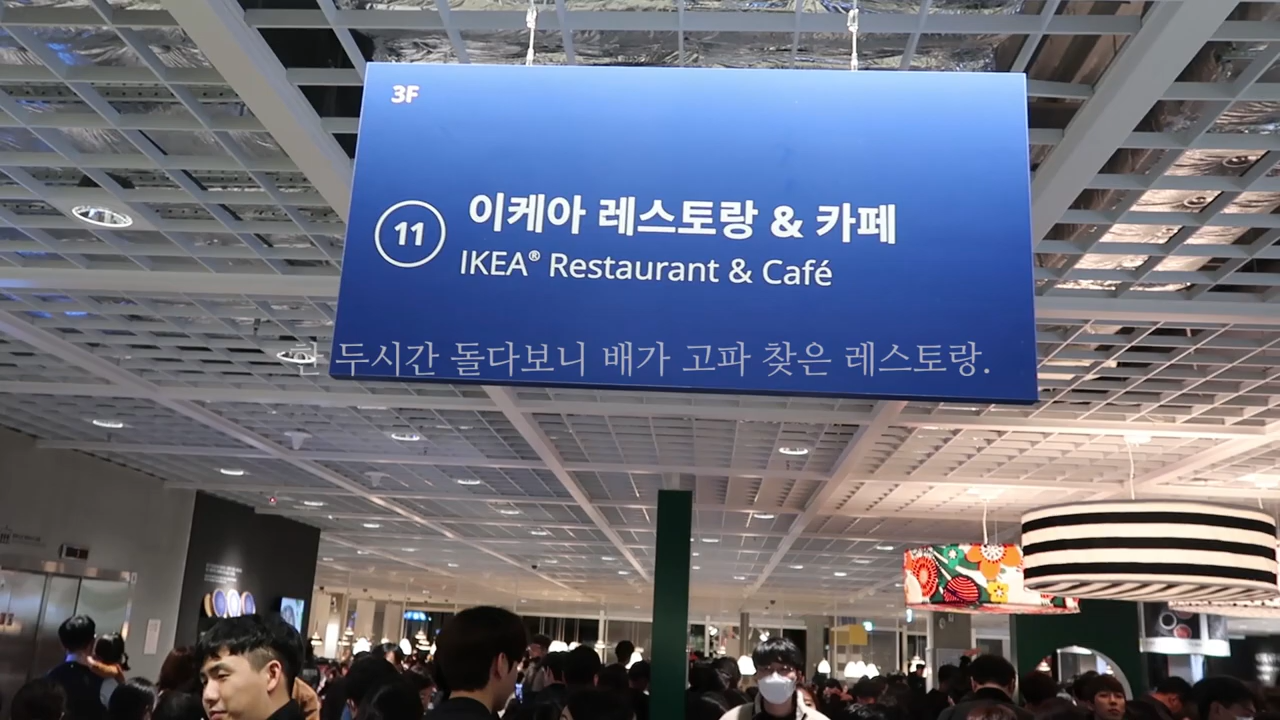 3F
11
이케아 레스토랑 & 카페
IKEA® Restaurant & Café
한 두시간 돌다보니 배가 고파 찾은 레스토랑.